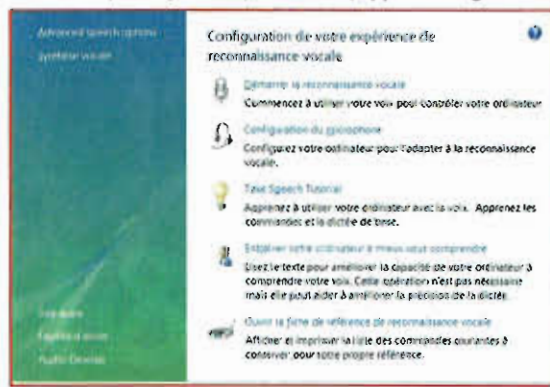 Advanced speech options
Synthèse vocale
Configuration de votre expérience de
reconnaissance vocale
Démarrer la reconnaissance vocale
Commencez à utiliser votre voix pour contrôler votre ordinateur
Configuration du microphone
Configurez votre ordinateur pour l'adapter à la reconnaissance
vocale.
Take Speech Tutorial
Apprenez à utiliser votre ordinateur avec la voix. Apprenez les
commandes et la dictée de base.
votre ordinateur à mieux vous comprendre
Lisez le texte pour améliorer la capacité de votre ordinateur à
comprendre votre voix. Cette opération n'est pas nécessaire
mais elle peut aider à améliorer la précision de la dictée.
Ouvrir la fiche de référence de reconnaissance vocale
Afficher et imprimer la liste des commandes courantes à
conserver pour votre propre référence.
Audio Devices